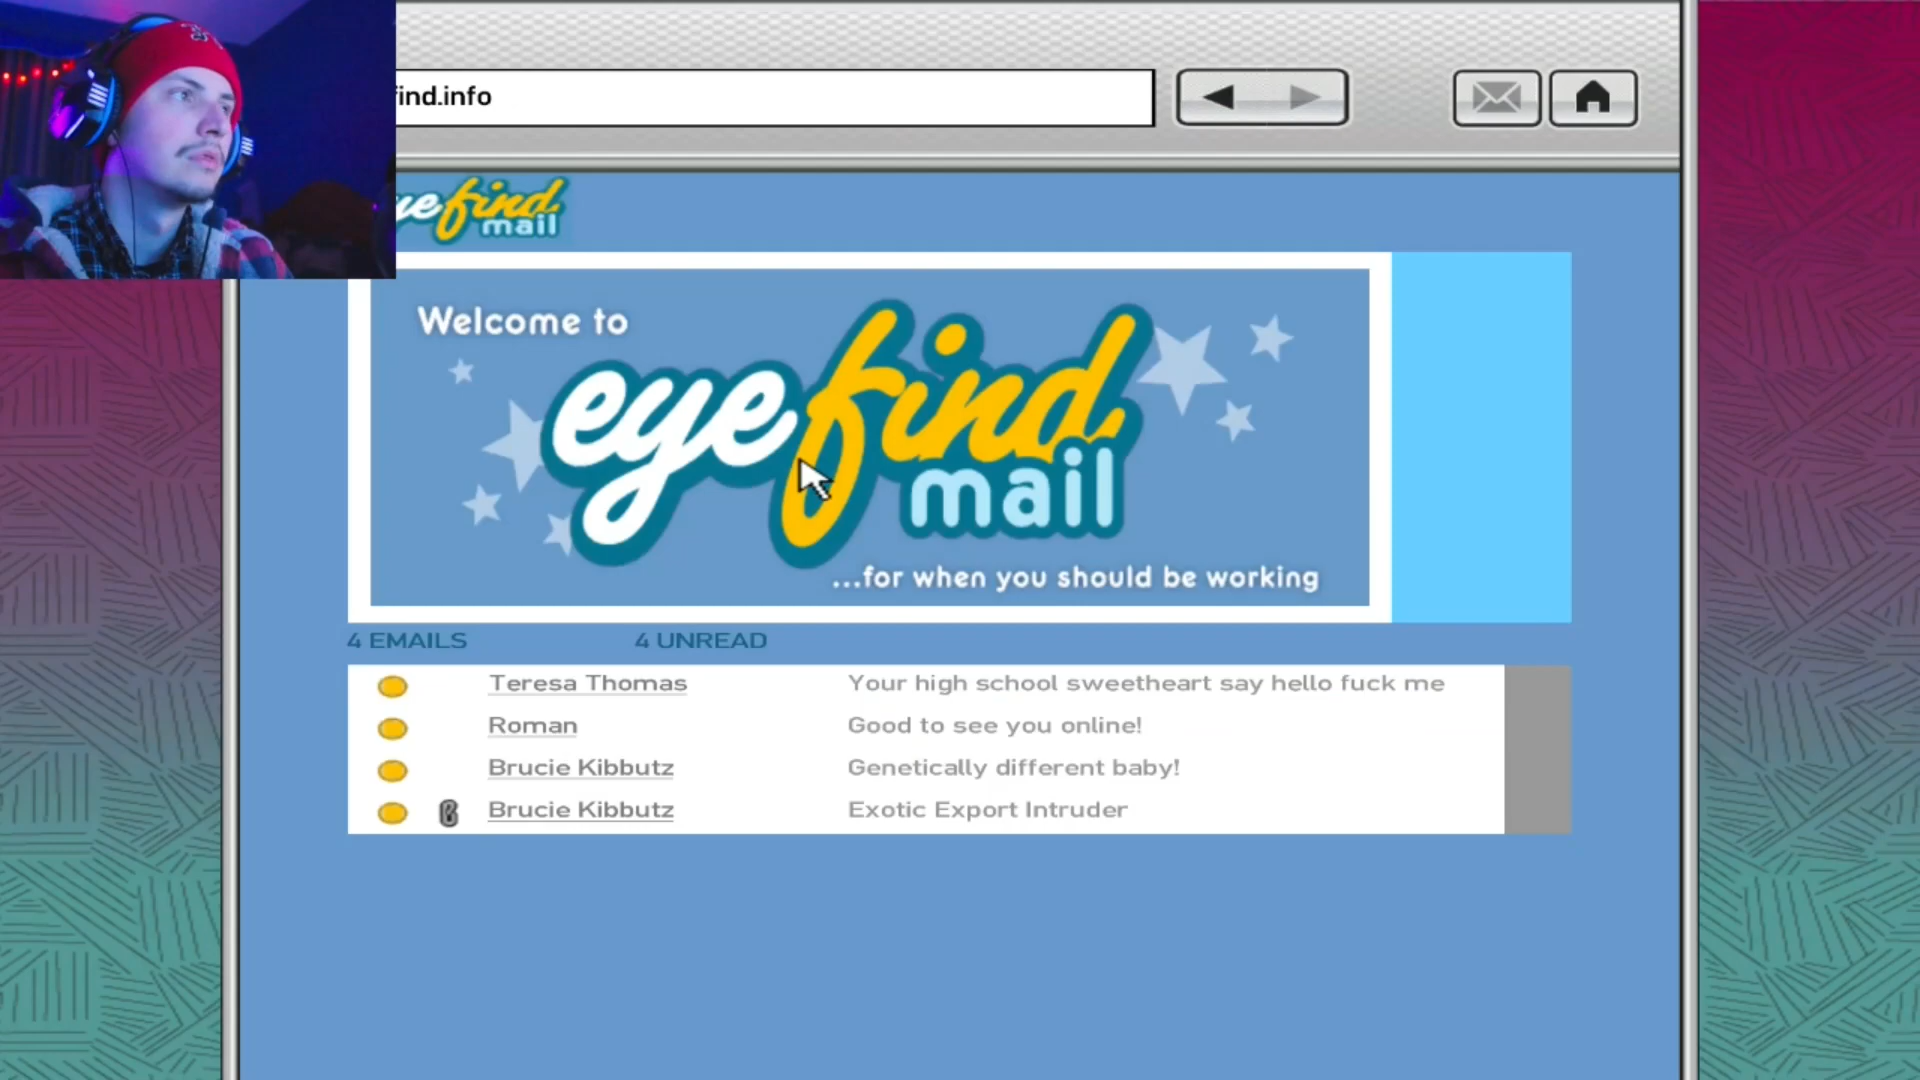 find.info
eyefind
mail
Welcome to
eyefind
mail
...for when you should be working
4 EMAILS 4 UNREAD
Teresa Thomas Your high school sweetheart say hello fuck me
Roman Good to see you online!
Brucie Kibbutz Genetically different baby!
Brucie Kibbutz Exotic Export Intruder